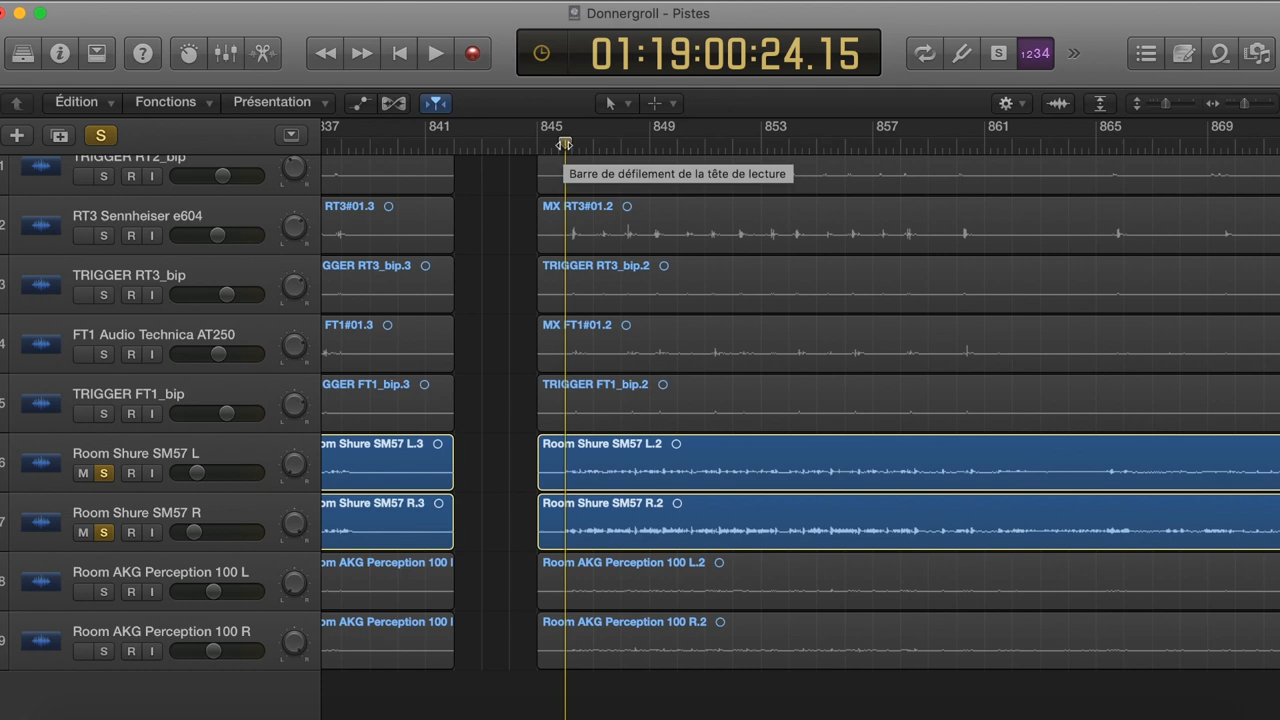 Donnergroll - Pistes
01:19:00:24.15
S
1234
Édition
Fonctions
Présentation
S
837
841
845
849
853
857
861
865
869
TRIGGER RT2_bip
S R I
RT3 Sennheiser e604
S R I L R
RT3#01.3
MX RT3#01.2
TRIGGER RT3_bip
S R I L R
GGER RT3_bip.3
TRIGGER RT3_bip.2
FT1 Audio Technica AT250
S R I L R
FT1#01.3
MX FT1#01.2
TRIGGER FT1_bip
S R I L R
GGER FT1_bip.3
TRIGGER FT1_bip.2
Room Shure SM57 L
M S R I L R
om Shure SM57 L.3
Room Shure SM57 L.2
Room Shure SM57 R
M S R I L R
om Shure SM57 R.3
Room Shure SM57 R.2
Room AKG Perception 100 L
S R I L R
om AKG Perception 100 l
Room AKG Perception 100 L.2
Room AKG Perception 100 R
S R I L R
om AKG Perception 100 l
Room AKG Perception 100 R.2
Barre de défilement de la tête de lecture